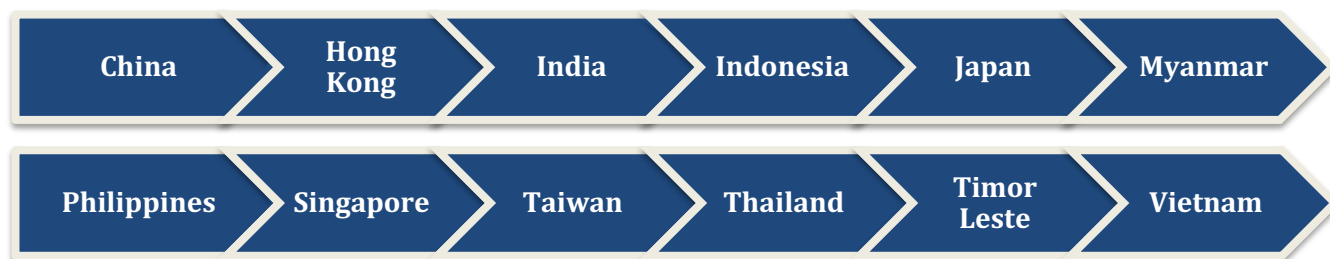 China
Hong
Kong
India
Indonesia
Japan
Myanmar
Philippines
Singapore
Taiwan
Thailand
Timor
Leste
Vietnam